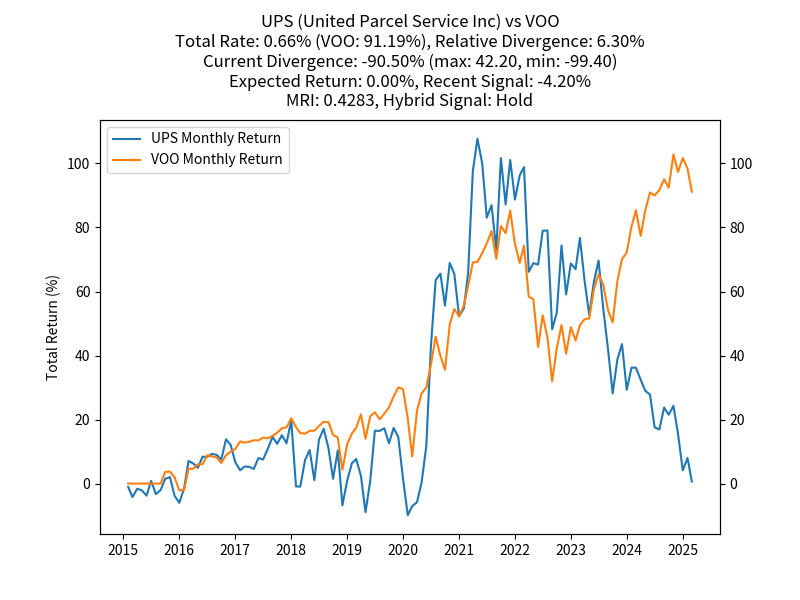 UPS (United Parcel Service Inc) vs VOO
Total Rate: 0.66% (VOO: 91.19%), Relative Divergence: 6.30%
Current Divergence: -90.50% (max: 42.20, min: -99.40)
Expected Return: 0.00%, Recent Signal: -4.20%
MRI: 0.4283, Hybrid Signal: Hold
UPS Monthly Return
VOO Monthly Return
100
80
60
40
20
0
Total Return (%)
100
80
60
40
20
0
2015 2016 2017 2018 2019 2020 2021 2022 2023 2024 2025